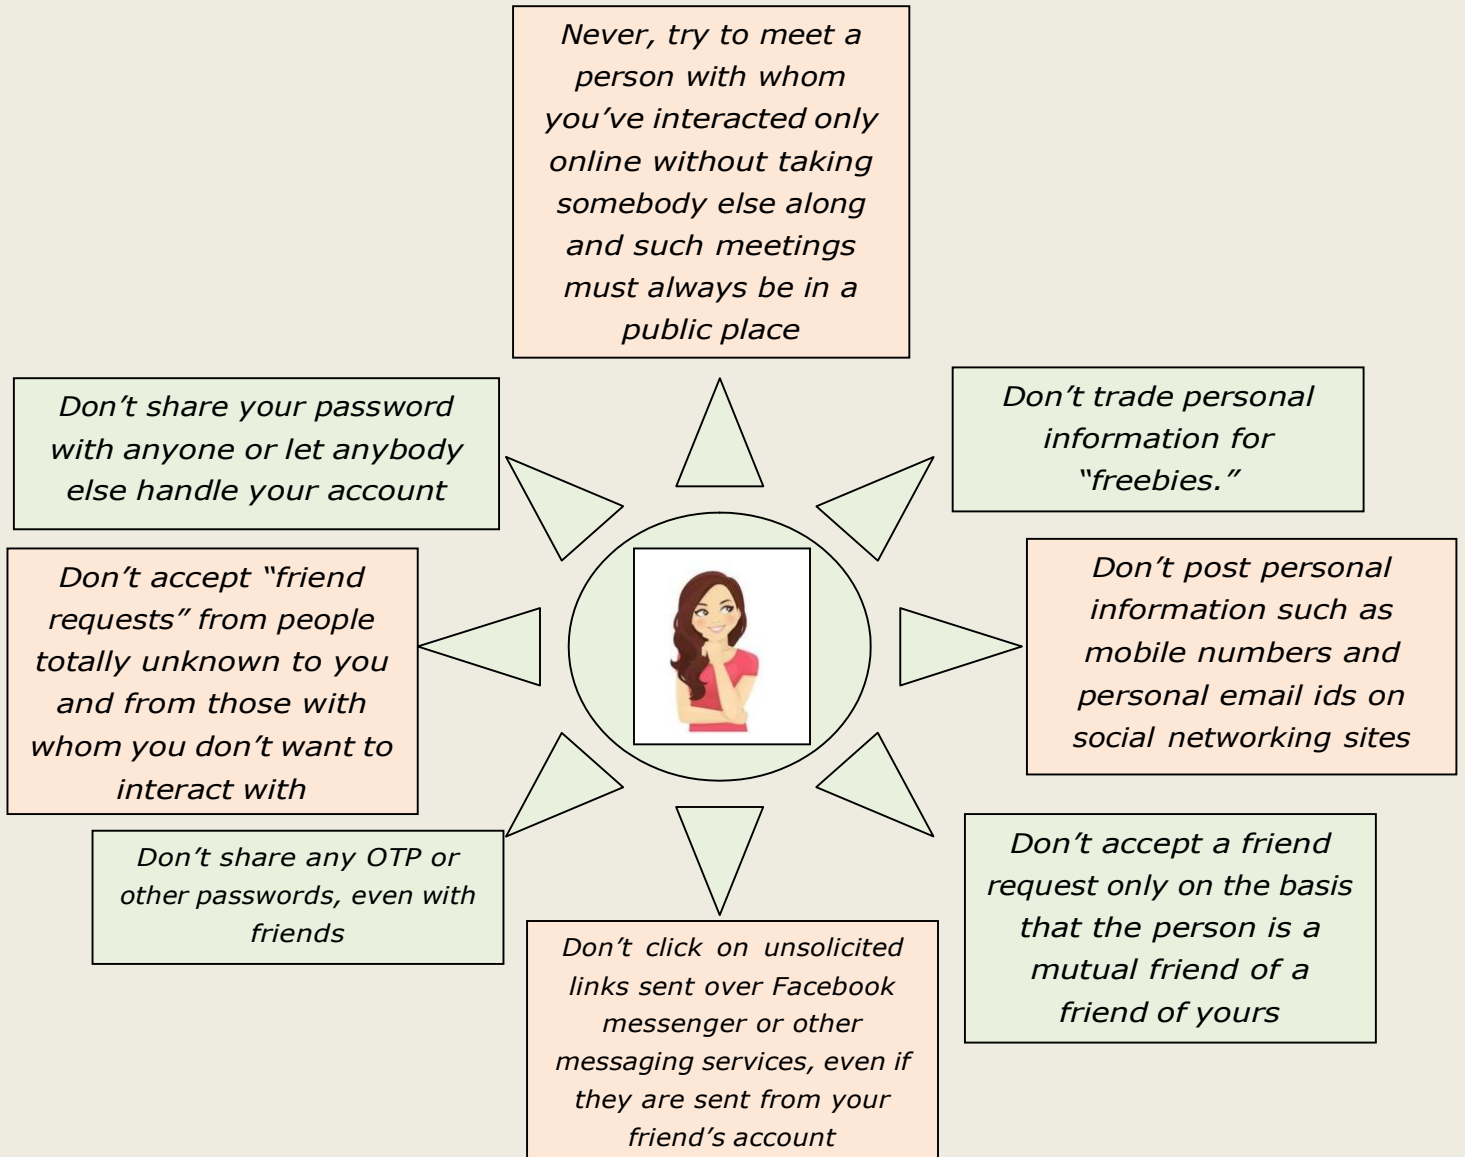 Never, try to meet a
person with whom
you’ve interacted only
online without taking
somebody else along
and such meetings
must always be in a
public place
Don’t share your password
with anyone or let anybody
else handle your account
Don’t trade personal
information for
“freebies.”
Don’t accept “friend
requests” from people
totally unknown to you
and from those with
whom you don’t want to
interact with
Don’t post personal
information such as
mobile numbers and
personal email ids on
social networking sites
Don’t share any OTP or
other passwords, even with
friends
Don’t accept a friend
request only on the basis
that the person is a
mutual friend of a
friend of yours
Don’t click on unsolicited
links sent over Facebook
messenger or other
messaging services, even if
they are sent from your
friend’s account